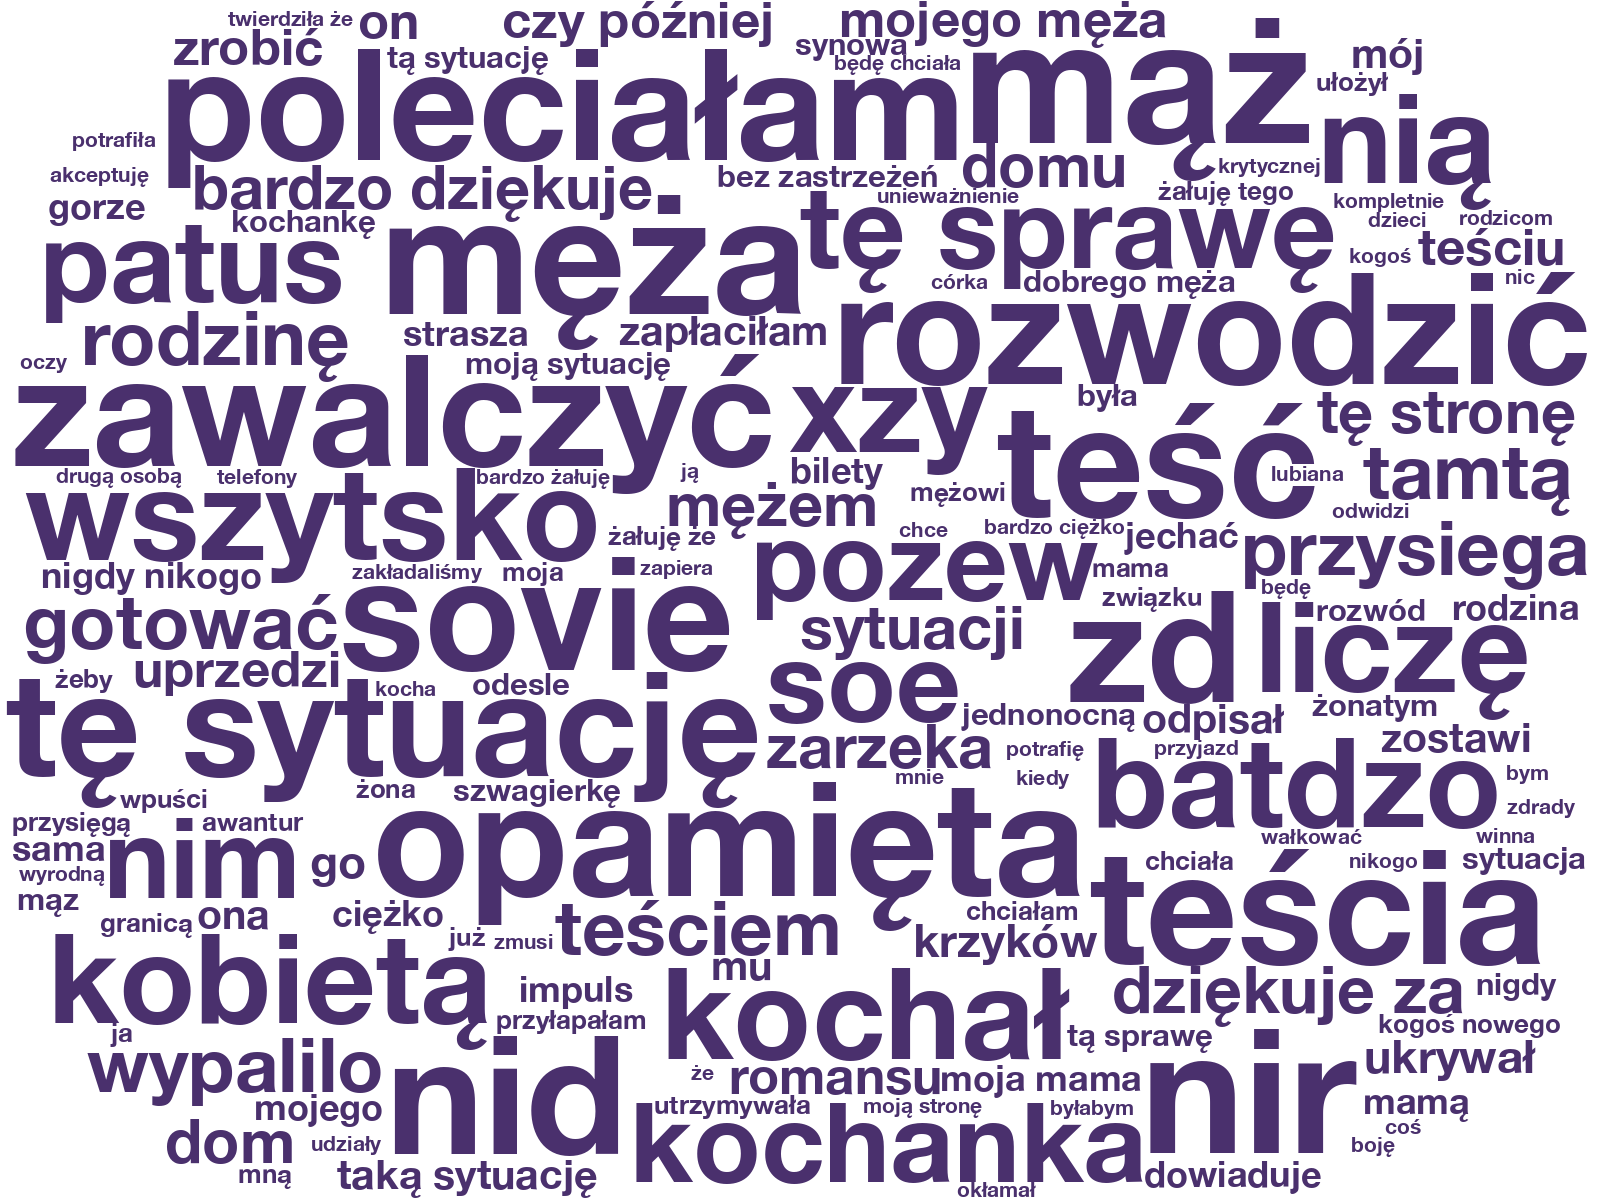 twierdziła że
on
czy później
mojego męża
zrobić
tą sytuację
synowa
będę chciała
mój
ułożył
poleciałam
mąż
nią
potrafiła
akceptuję
gorze
bardzo dziękuje
kochankę
bez zastrzeżeń
domu
krytycznej
żałuję tego
unieważnienie
kompletnie
dzieci
rodzicom
kogoś
teściu
nic
patus
męża
tę sprawę
córka
dobrego męża
rodzinę
strasza
zapłaciłam
rozwodzić
oczy
moją sytuację
zawalczyć
xzy
była
teść
tę stronę
drugą osobą
telefony
bardzo żałuję
ją
bilety
mężowi
lubiana
tamtą
odwidzi
wszytsko
mężem
żałuję że
chce
bardzo ciężko
jechać
przysiega
nigdy nikogo
zakładaliśmy
moja
zapiera
pozew
mama
będę
związku
rozwód
rodzina
gotować
sovie
sytuacji
zd
liczę
uprzedzi
żeby
kocha
odesle
soe
jednonocną
odpisał
żonatym
tę sytuację
zarzeka
potrafię
przyjazd
zostawi
mnie
kiedy
bym
żona
szwagierkę
batdzo
zdrady
wpuści
przysięgą
awantur
sama
wyrodną
mąz
nim
go
opamięta
wałkować
winna
chciała
nikogo
sytuacja
granicą
ona
ciężko
już
zmusi
teściem
chciałam
krzyków
teścia
kobietą
mu
impuls
przyłapałam
kochał
dziękuje za
nigdy
kogoś nowego
ja
tą sprawę
ukrywał
wypalilo
nid
że
romansu
moja mama
nir
mojego
utrzymywała
moją stronę
byłabym
mamą
coś
boję
dom
udziały
mną
taką sytuację
kochanka
okłamał
dowiaduje